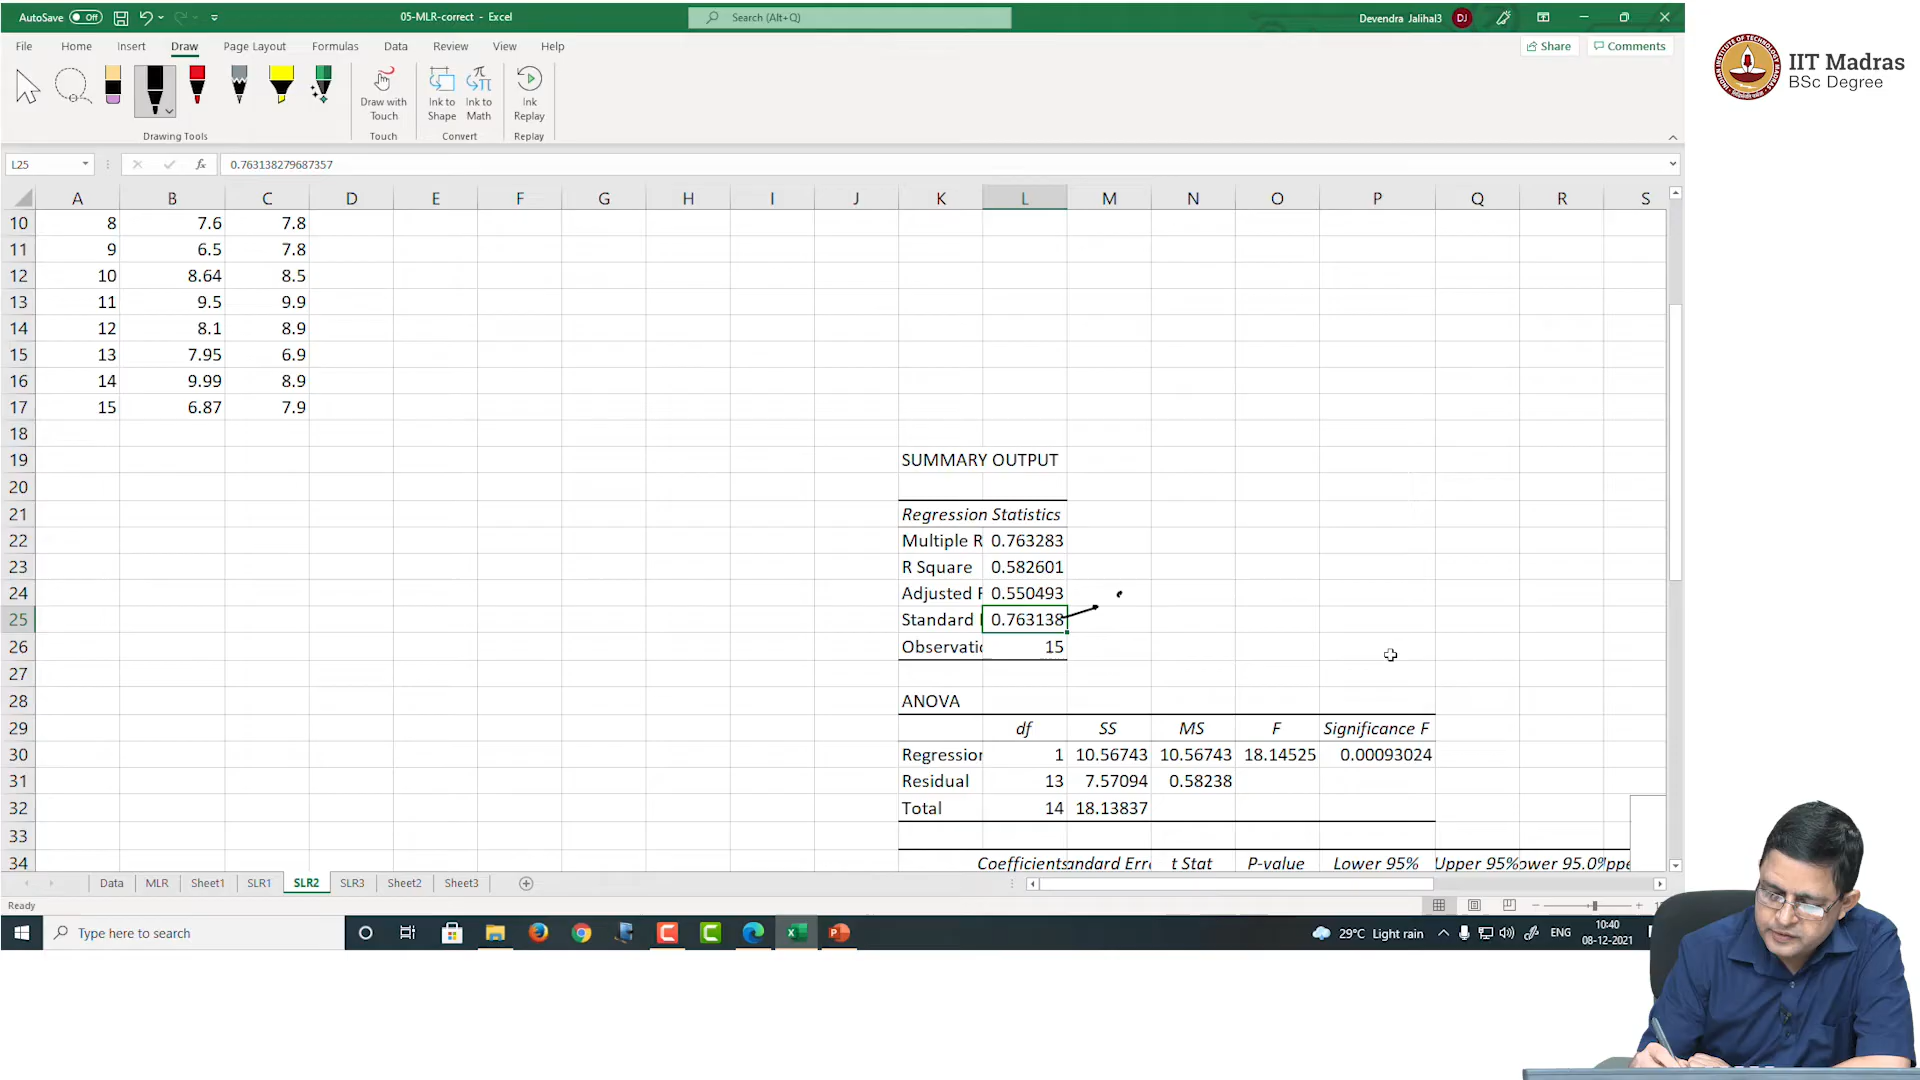 AutoSave Off
05-MLR-correct - Excel
Search (Alt+Q)
Devendra Jalihal3 DJ
File Home Insert Draw Page Layout Formulas Data Review View Help
Share Comments
Draw with Touch
Ink to Shape
Ink to Math
Ink Replay
Drawing Tools Touch Convert Replay
L25 fx 0.763138279687357
A B C D E F G H I J K L M N O P Q R S
10 8 7.6 7.8
11 9 6.5 7.8
12 10 8.64 8.5
13 11 9.5 9.9
14 12 8.1 8.9
15 13 7.95 6.9
16 14 9.99 8.9
17 15 6.87 7.9
18
19 SUMMARY OUTPUT
20
21 Regression Statistics
22 Multiple R 0.763283
23 R Square 0.582601
24 Adjusted F 0.550493
25 Standard 0.763138
26 Observatio 15
27
28 ANOVA
29 df SS MS F Significance F
30 Regression 1 10.56743 10.56743 18.14525 0.00093024
31 Residual 13 7.57094 0.58238
32 Total 14 18.13837
33
34 Coefficients andard Erro t Stat P-value Lower 95% Upper 95% ower 95.0% ppe
Data MLR Sheet1 SLR1 SLR2 SLR3 Sheet2 Sheet3
Ready
Type here to search
29°C Light rain
ENG
10:40
08-12-2021
IIT Madras
BSc Degree